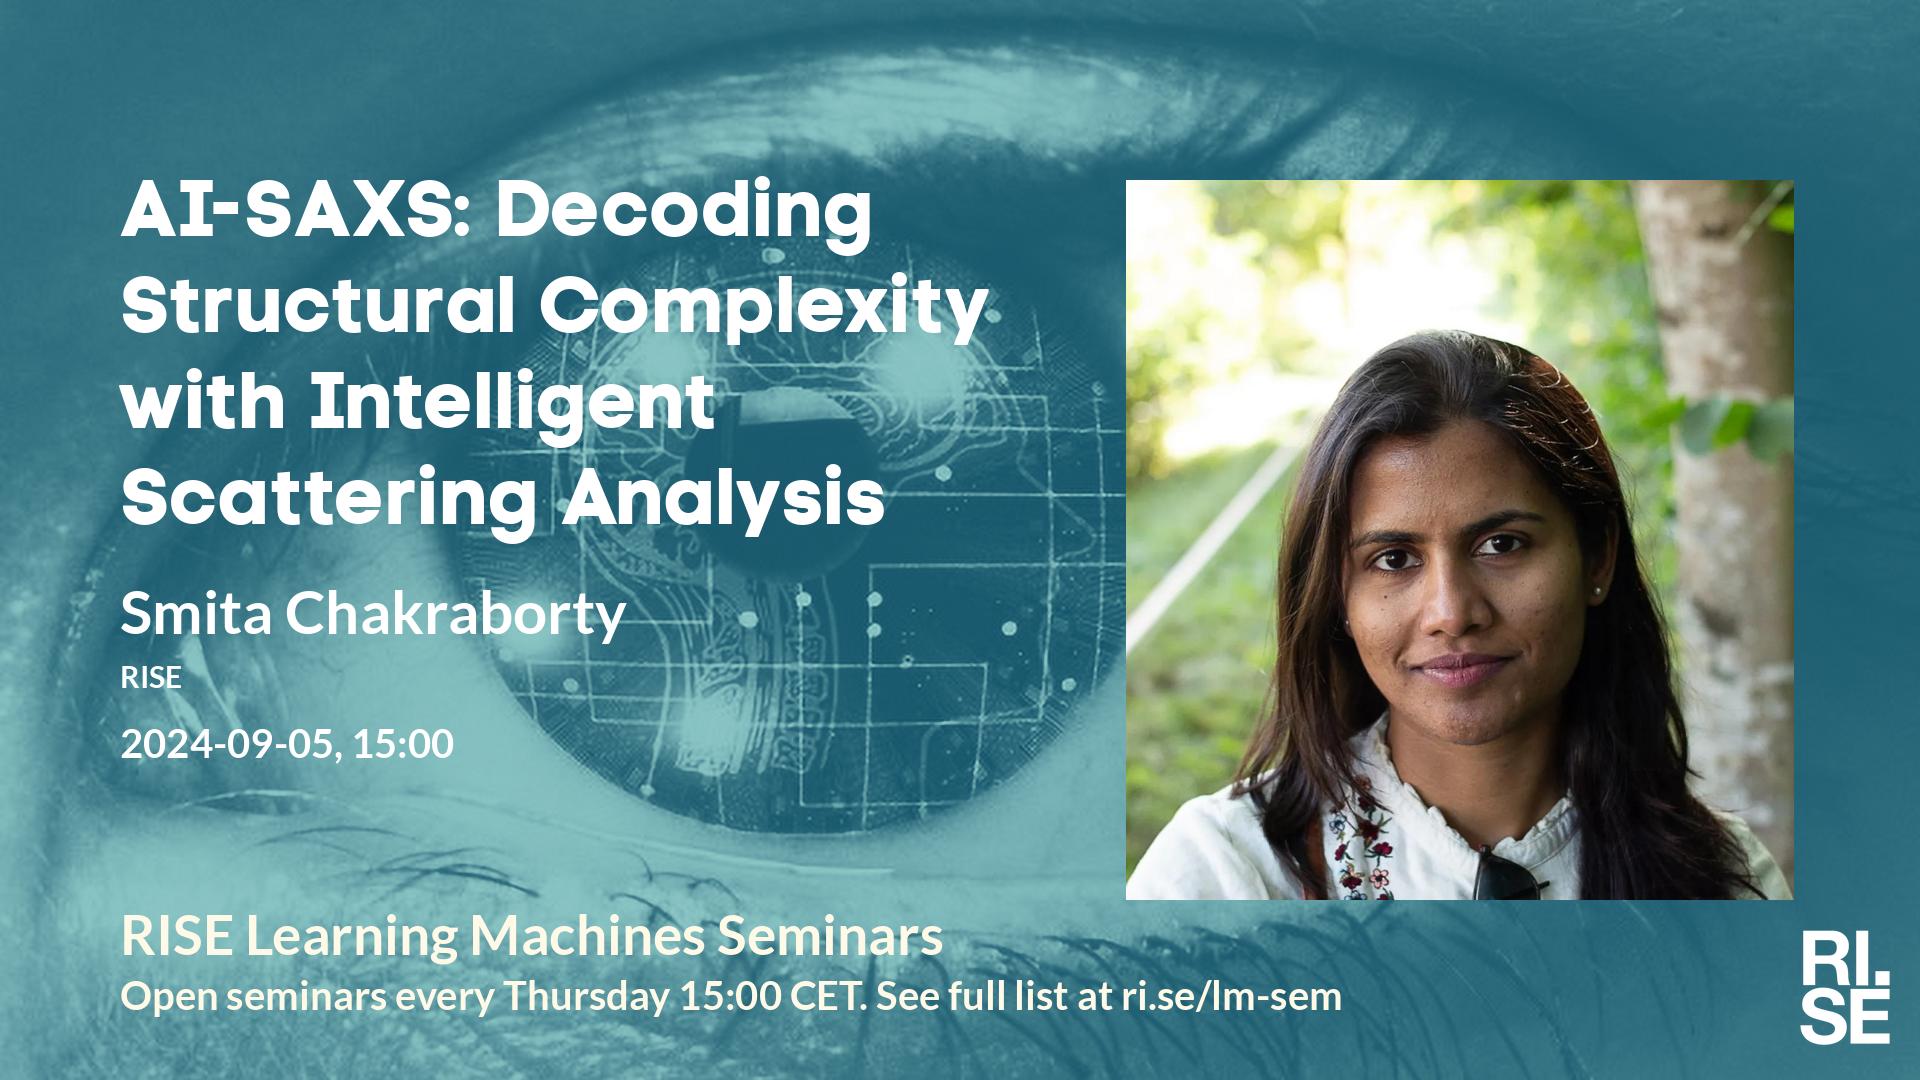 AI-SAXS: Decoding
Structural Complexity
with Intelligent
Scattering Analysis
Smita Chakraborty
RISE
2024-09-05, 15:00
RISE Learning Machines Seminars
Open seminars every Thursday 15:00 CET. See full list at ri.se/lm-sem
RI.
SE